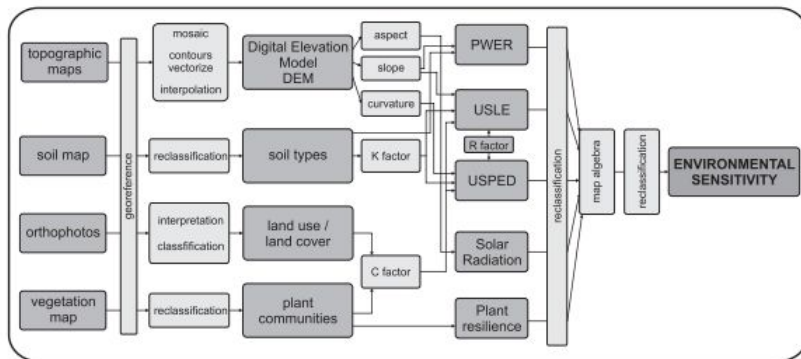 topographic
maps
soil map
orthophotos
vegetation
map
georeference
mosaic
contours
vectorize
interpolation
reclassification
interpretation
classfification
reclassification
Digital Elevation
Model
DEM
soil types
land use /
land cover
plant
communities
aspect
slope
curvature
K factor
C factor
PWER
USLE
R factor
USPED
Solar
Radiation
Plant
resilience
reclassification
map algebra
reclassification
ENVIRONMENTAL
SENSITIVITY